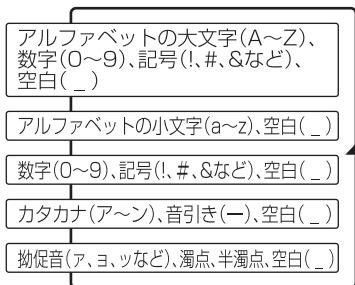 アルファベットの大文字(A～Z)、
数字(0～9)、記号(!、#、&など)、
空白( _ )
アルファベットの小文字(a～z)、空白( _ )
数字(0～9)、記号(!、#、&など)、空白( _ )
カタカナ(ア～ン)、音引き(ー)、空白( _ )
拗促音(ァ、ョ、ッなど)、濁点、半濁点、空白( _ )